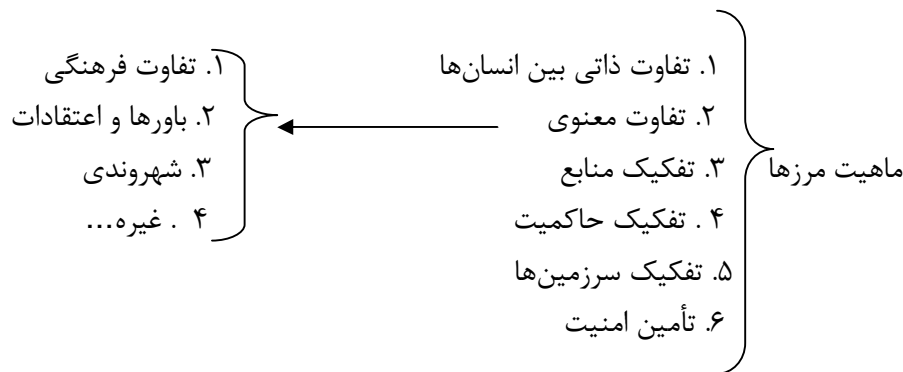 ماهیت مرزها
۱. تفاوت ذاتی بین انسان‌ها
۲. تفاوت معنوی
۳. تفکیک منابع
۴ . تفکیک حاکمیت
۵. تفکیک سرزمین‌ها
۶. تأمین امنیت
۱. تفاوت فرهنگی
۲. باورها و اعتقادات
۳. شهروندی
۴ . غیره...